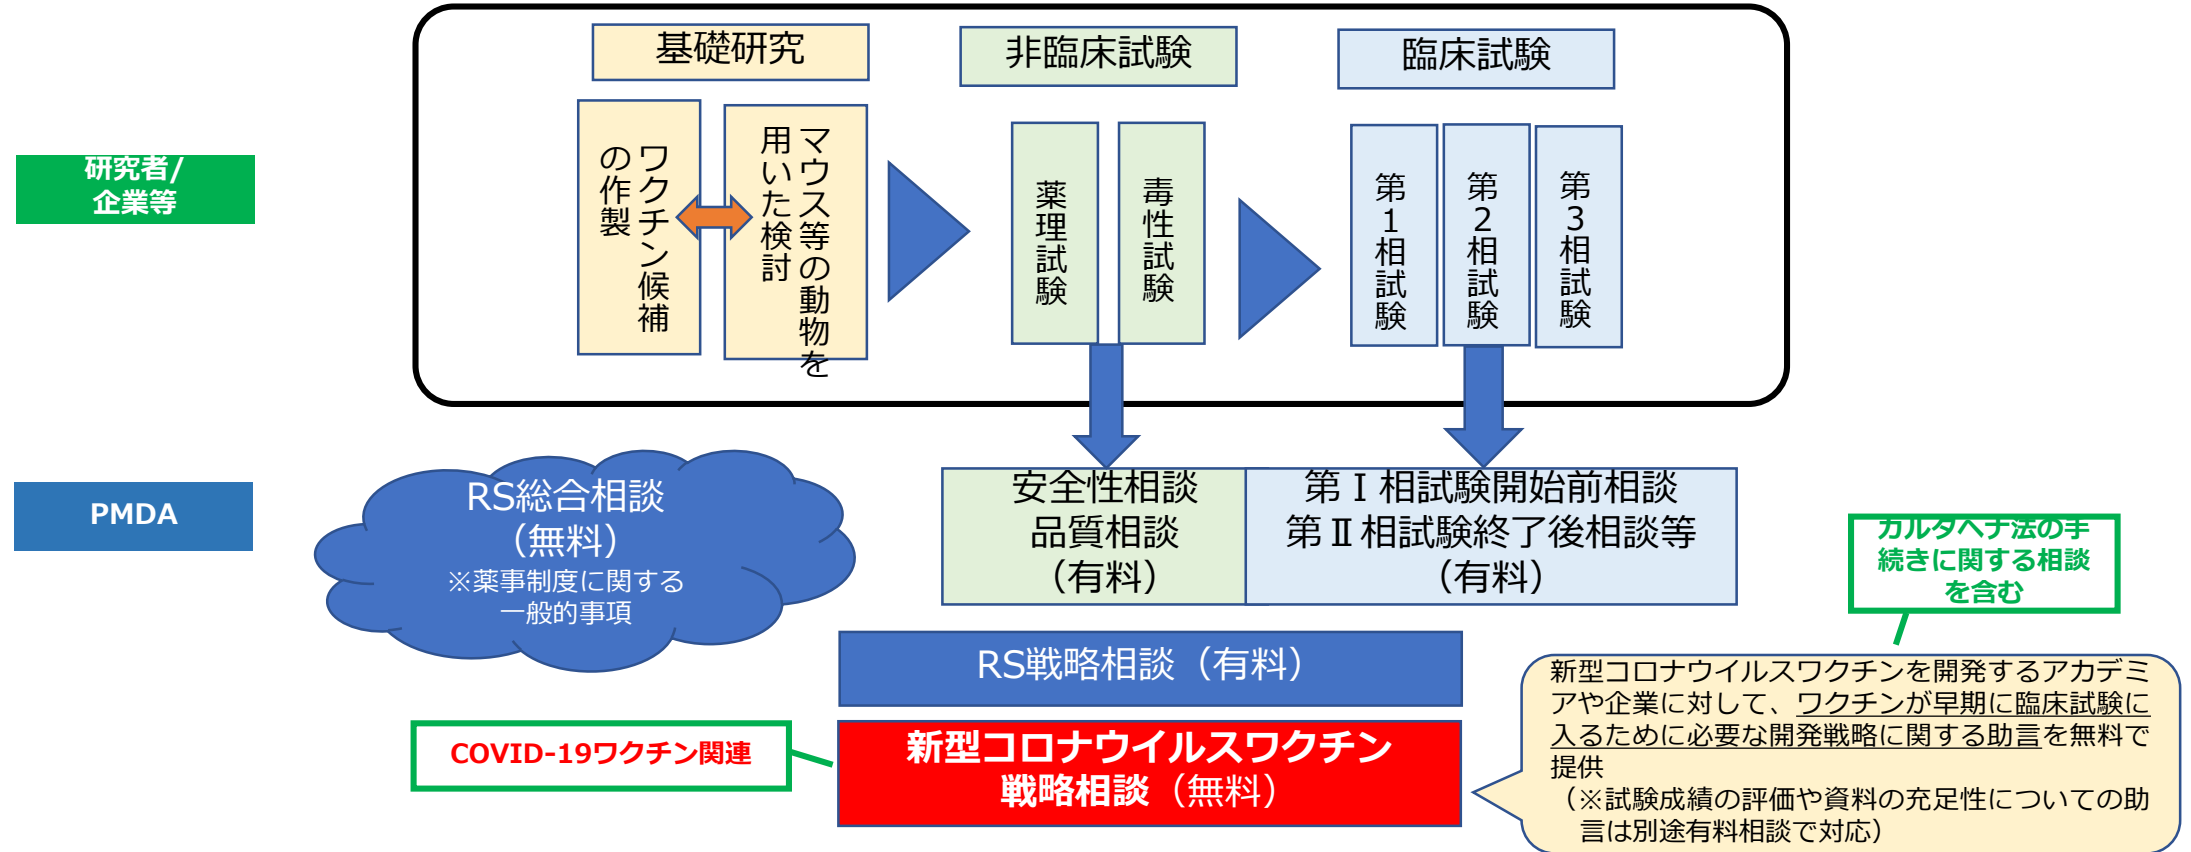 基礎研究
非臨床試験
臨床試験
研究者/
企業等
ワクチン候補
の作製
マウス等の動物を
用いた検討
薬理試験
毒性試験
第1相試験
第2相試験
第3相試験
PMDA
RS総合相談
（無料）
※薬事制度に関する
一般的事項
安全性相談
品質相談
（有料）
第Ⅰ相試験開始前相談
第Ⅱ相試験終了後相談等
（有料）
カルタヘナ法の手
続きに関する相談
を含む
RS戦略相談（有料）
COVID-19ワクチン関連
新型コロナウイルスワクチン
戦略相談（無料）
新型コロナウイルスワクチンを開発するアカデミ
アや企業に対して、ワクチンが早期に臨床試験に
入るために必要な開発戦略に関する助言を無料で
提供
（※試験成績の評価や資料の充足性についての助
言は別途有料相談で対応）